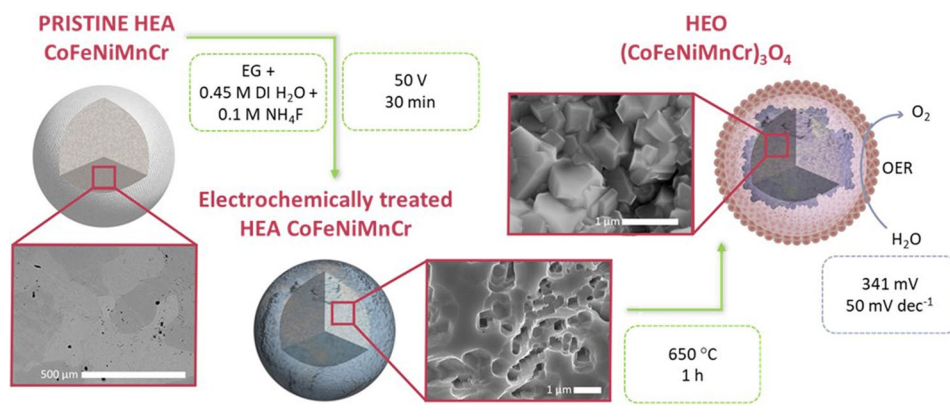 PRISTINE HEA
CoFeNiMnCr
EG +
0.45 M DI H₂O +
0.1 M NH₄F
50 V
30 min
500 µm
Electrochemically treated
HEA CoFeNiMnCr
1 µm
650 °C
1 h
HEO
(CoFeNiMnCr)₃O₄
1 µm
O₂
OER
H₂O
341 mV
50 mV dec⁻¹